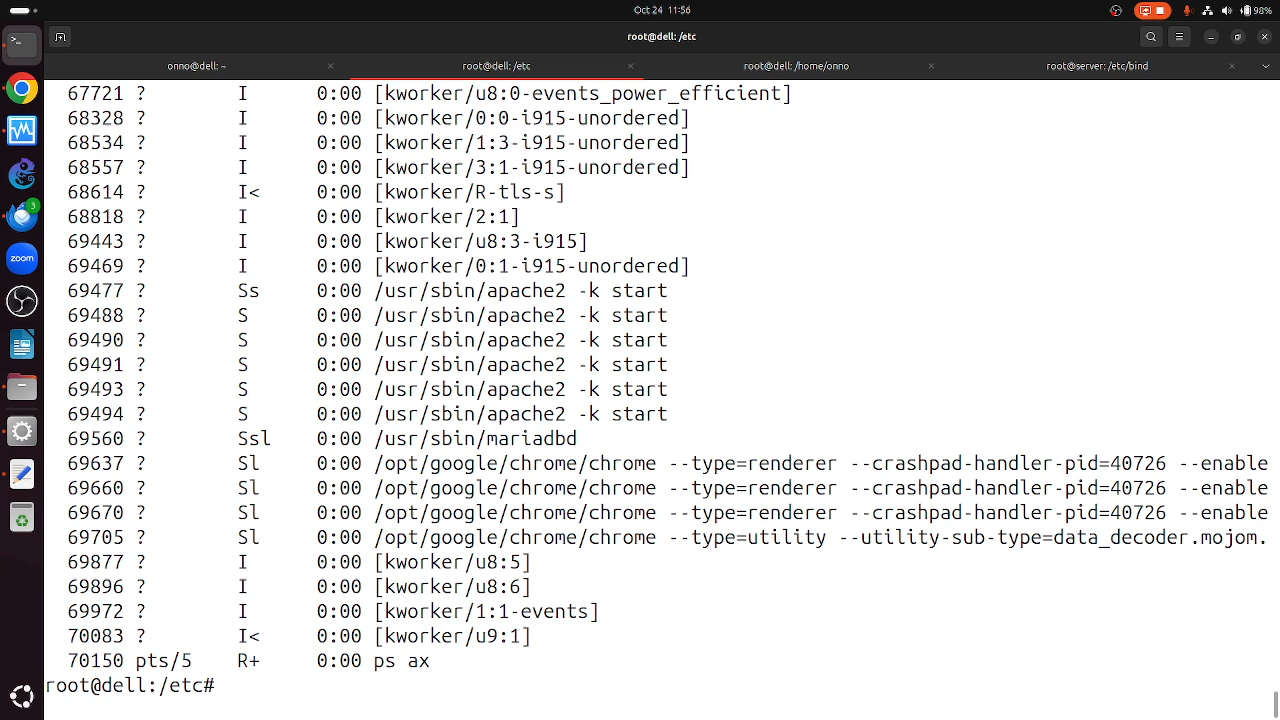 Oct 24 11:56
98%
root@dell: /etc
onno@dell: ~
root@dell: /etc
root@dell: /home/onno
root@server: /etc/bind
67721 ? I 0:00 [kworker/u8:0-events_power_efficient]
68328 ? I 0:00 [kworker/0:0-i915-unordered]
68534 ? I 0:00 [kworker/1:3-i915-unordered]
68557 ? I 0:00 [kworker/3:1-i915-unordered]
68614 ? I< 0:00 [kworker/R-tls-s]
68818 ? I 0:00 [kworker/2:1]
69443 ? I 0:00 [kworker/u8:3-i915]
69469 ? I 0:00 [kworker/0:1-i915-unordered]
69477 ? Ss 0:00 /usr/sbin/apache2 -k start
69488 ? S 0:00 /usr/sbin/apache2 -k start
69490 ? S 0:00 /usr/sbin/apache2 -k start
69491 ? S 0:00 /usr/sbin/apache2 -k start
69493 ? S 0:00 /usr/sbin/apache2 -k start
69494 ? S 0:00 /usr/sbin/apache2 -k start
69560 ? Ssl 0:00 /usr/sbin/mariadbd
69637 ? Sl 0:00 /opt/google/chrome/chrome --type=renderer --crashpad-handler-pid=40726 --enable
69660 ? Sl 0:00 /opt/google/chrome/chrome --type=renderer --crashpad-handler-pid=40726 --enable
69670 ? Sl 0:00 /opt/google/chrome/chrome --type=renderer --crashpad-handler-pid=40726 --enable
69705 ? Sl 0:00 /opt/google/chrome/chrome --type=utility --utility-sub-type=data_decoder.mojom.
69877 ? I 0:00 [kworker/u8:5]
69896 ? I 0:00 [kworker/u8:6]
69972 ? I 0:00 [kworker/1:1-events]
70083 ? I< 0:00 [kworker/u9:1]
70150 pts/5 R+ 0:00 ps ax
root@dell:/etc#
3
zoom